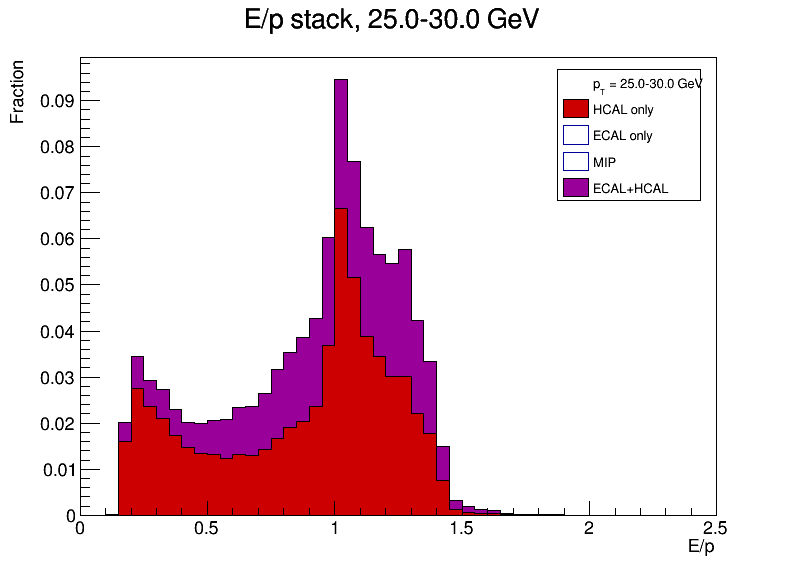 E/p stack, 25.0-30.0 GeV
Fraction
p_T = 25.0-30.0 GeV
HCAL only
ECAL only
MIP
ECAL+HCAL
0.09
0.08
0.07
0.06
0.05
0.04
0.03
0.02
0.01
0
0 0.5 1 1.5 2 2.5
E/p